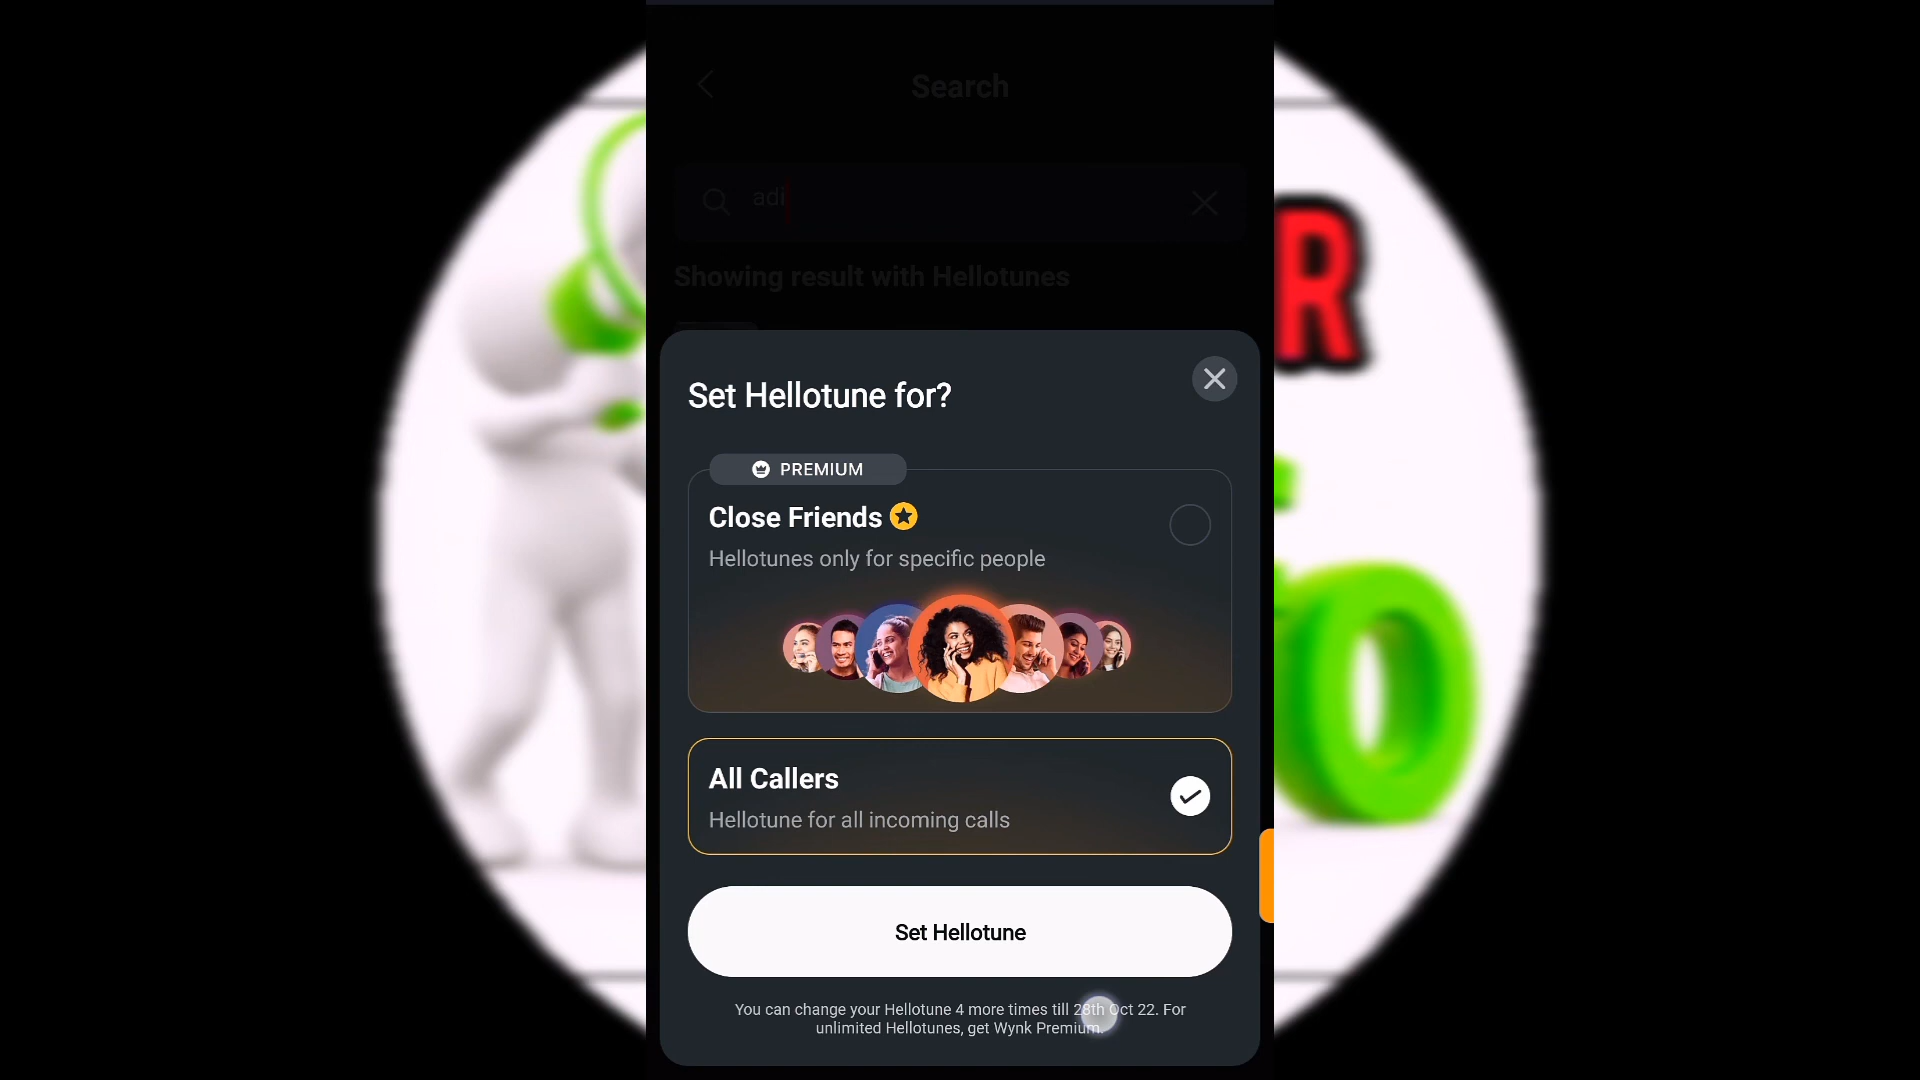 Search
adi
Showing result with Hellotunes
Set Hellotune for?
PREMIUM
Close Friends
Hellotunes only for specific people
All Callers
Hellotune for all incoming calls
Set Hellotune
You can change your Hellotune 4 more times till 28th Oct 22. For
unlimited Hellotunes, get Wynk Premium.
R